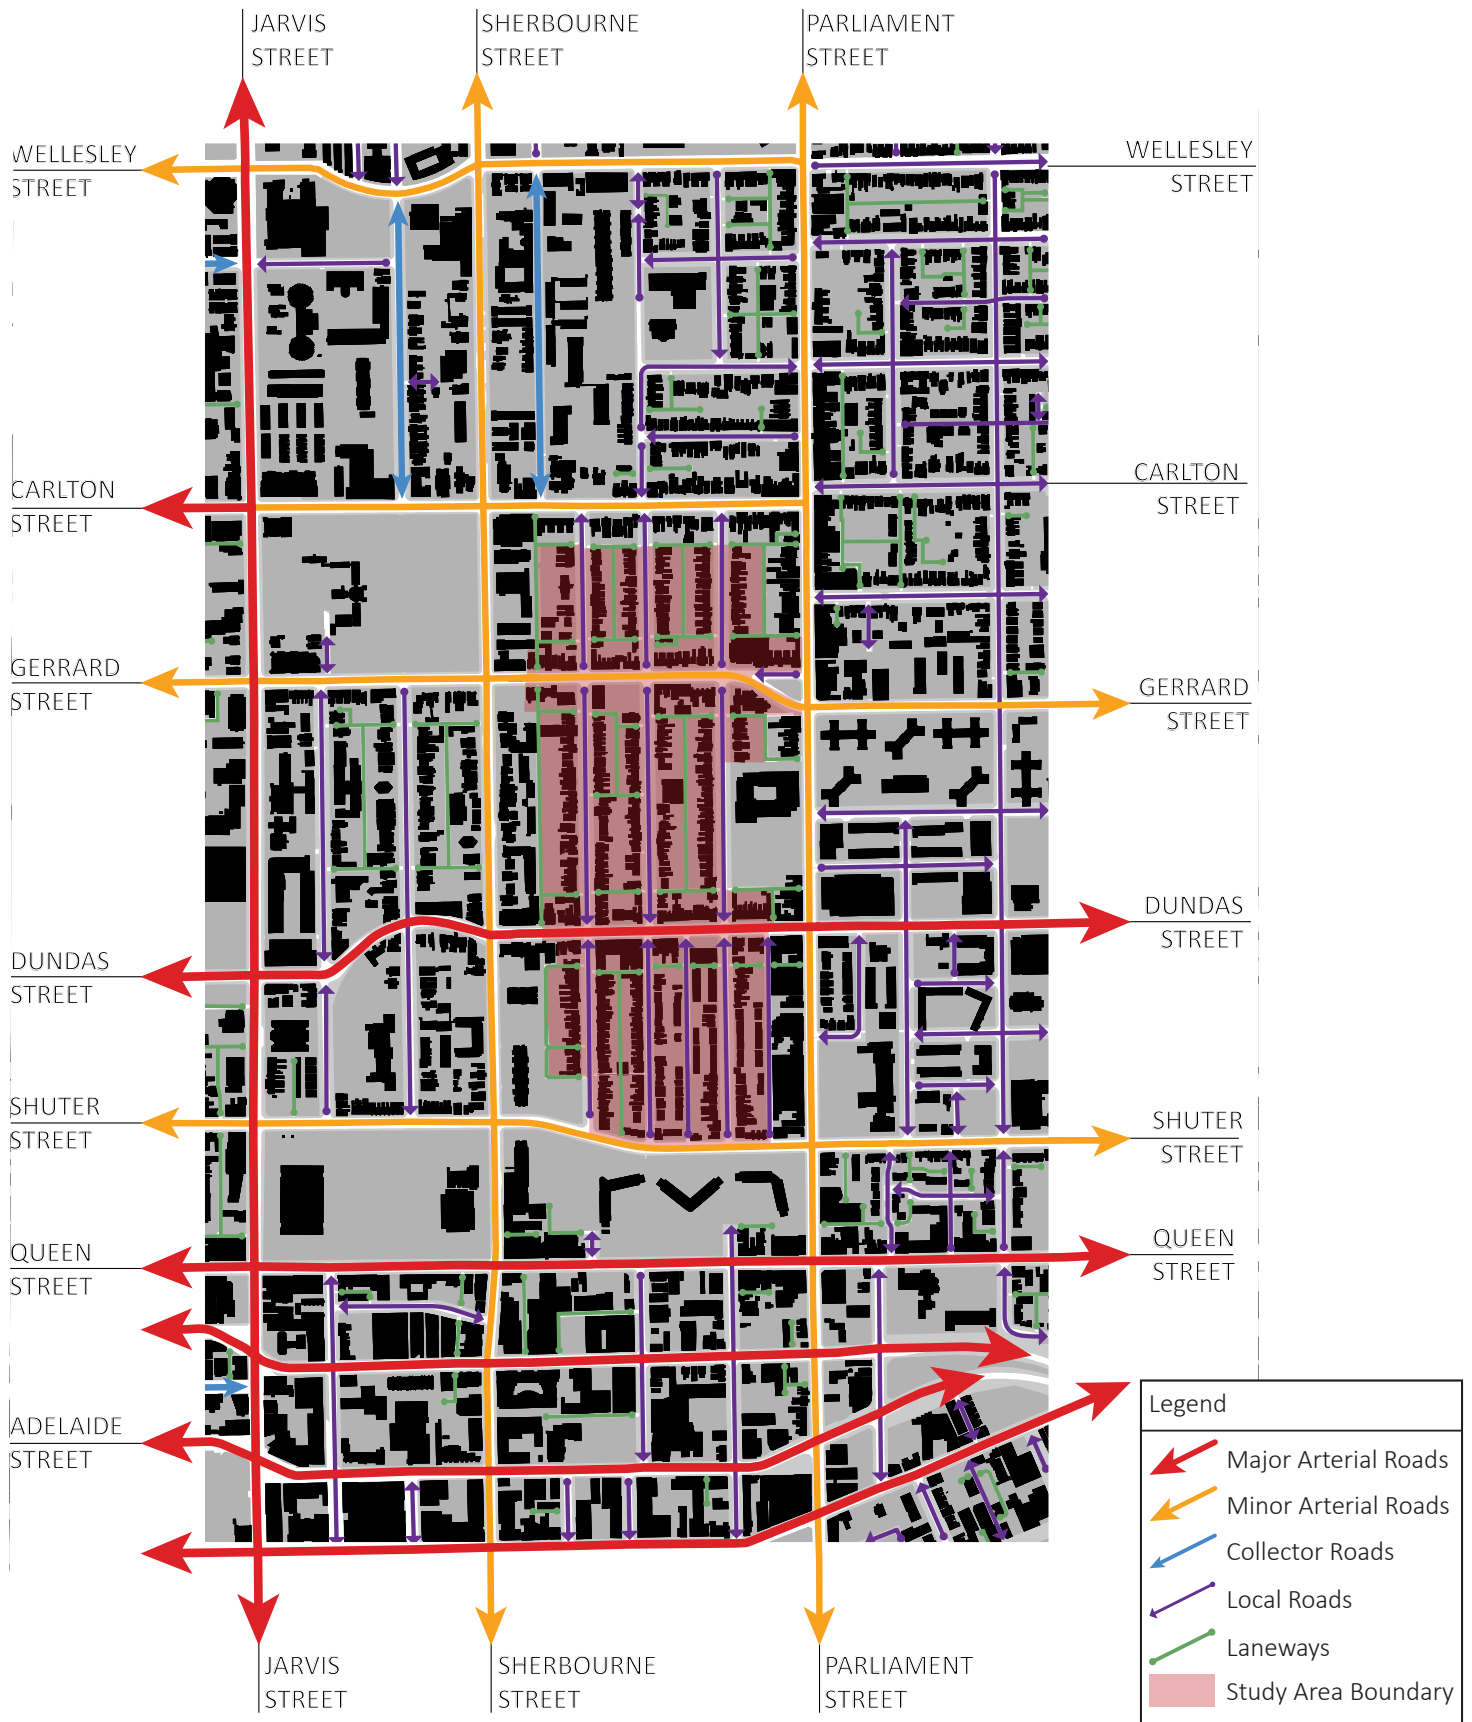 JARVIS
STREET
SHERBOURNE
STREET
PARLIAMENT
STREET
WELLESLEY
STREET
WELLESLEY
STREET
CARLTON
STREET
CARLTON
STREET
GERRARD
STREET
GERRARD
STREET
DUNDAS
STREET
DUNDAS
STREET
SHUTER
STREET
SHUTER
STREET
QUEEN
STREET
QUEEN
STREET
ADELAIDE
STREET
Legend
Major Arterial Roads
Minor Arterial Roads
Collector Roads
Local Roads
Laneways
Study Area Boundary
JARVIS
STREET
SHERBOURNE
STREET
PARLIAMENT
STREET